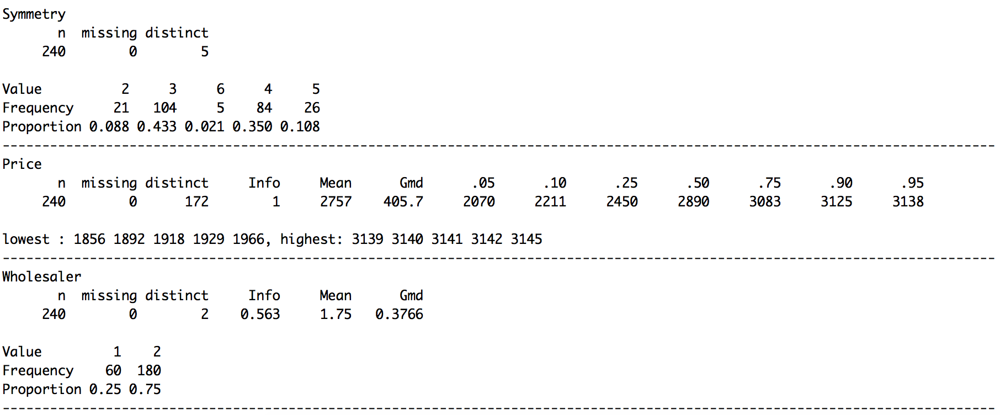 Symmetry
       n  missing distinct
     240        0        5

Value          2     3     6     4     5
Frequency     21   104     5    84    26
Proportion 0.088 0.433 0.021 0.350 0.108
-----------------------------------------------------------------------------------------------------------------------------
Price
       n  missing distinct     Info     Mean      Gmd      .05      .10      .25      .50      .75      .90      .95
     240        0      172        1     2757    405.7     2070     2211     2450     2890     3083     3125     3138

lowest : 1856 1892 1918 1929 1966, highest: 3139 3140 3141 3142 3145
-----------------------------------------------------------------------------------------------------------------------------
Wholesaler
       n  missing distinct     Info     Mean      Gmd
     240        0        2    0.563     1.75   0.3766

Value         1    2
Frequency    60  180
Proportion 0.25 0.75
-----------------------------------------------------------------------------------------------------------------------------